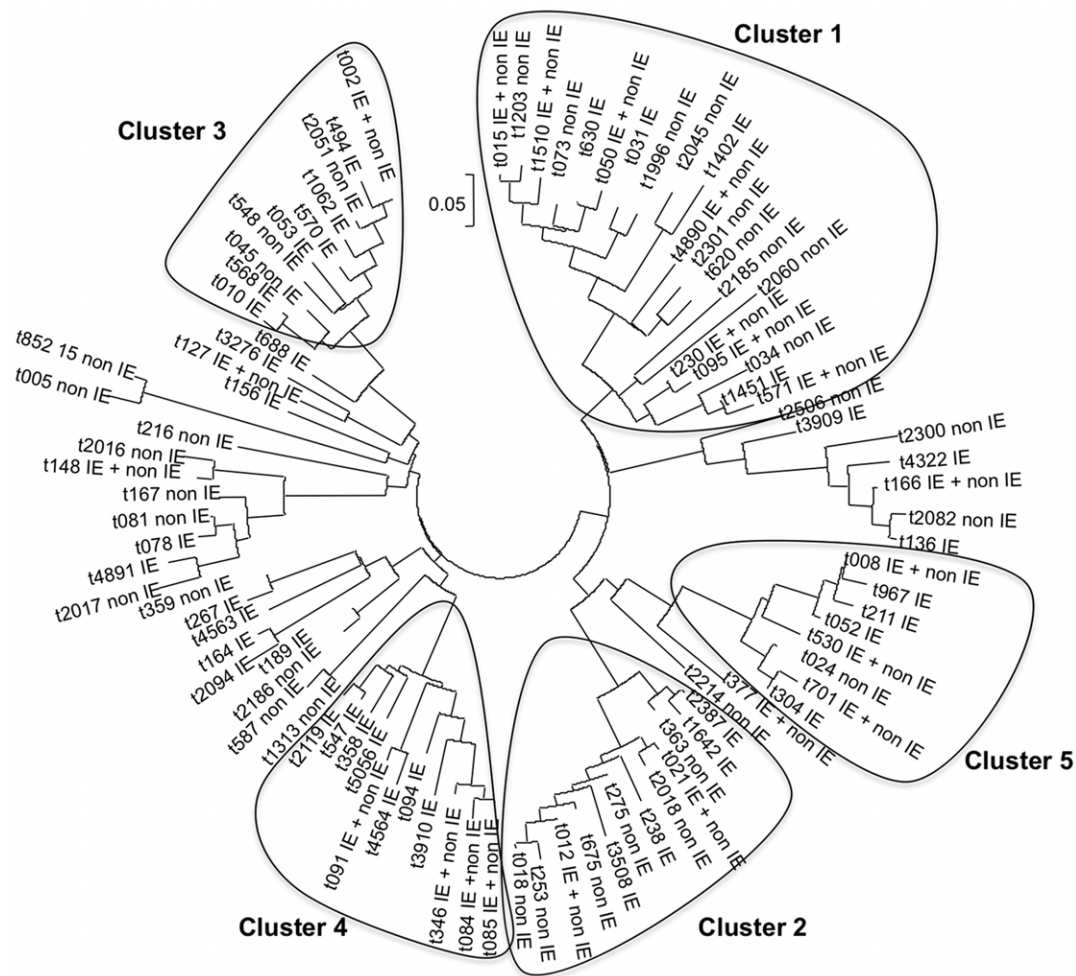 Cluster 1
t015 IE + non IE
t1203 non IE
t1510 IE + non IE
t073 non IE
t630 IE
t050 IE + non IE
t031 IE
t1996 non IE
t2045 non IE
t1402 IE
t4890 IE + non IE
t2301 non IE
t620 non IE
t2185 non IE
t2060 non IE
t230 IE + non IE
t095 IE + non IE
t034 non IE
t1451 IE
t571 IE + non IE
t2506 non IE
t3909 IE
t2300 non IE
t4322 IE
t166 IE + non IE
t2082 non IE
t136 IE
t008 IE + non IE
t967 IE
t211 IE
t052 IE
t530 IE + non IE
t024 non IE
t701 IE + non IE
t304 IE
Cluster 5
t377 IE + non IE
t2214 non IE
t2387 IE
t1642 IE
t363 non IE
t021 IE + non IE
t2018 non IE
t238 IE
t275 non IE
t3508 IE
t675 non IE
t012 IE + non IE
t253 non IE
t018 non IE
Cluster 2
t085 IE + non IE
t084 IE +non IE
t346 IE + non IE
t3910 IE
t094 IE
t4564 IE
t091 IE + non IE
t5056 IE
t358 IE
t547 IE
t2119 IE
Cluster 4
t1313 non IE
t587 non IE
t2186 non IE
t189 IE
t2094 IE
t164 IE
t4563 IE
t267 IE
t359 non IE
t2017 non IE
t4891 IE
t078 IE
t081 non IE
t167 non IE
t148 IE + non IE
t2016 non IE
t216 non IE
t005 non IE
t852 15 non IE
t156 IE
t127 IE + non IE
t3276 IE
t688 IE
t010 IE
t568 IE
t045 non IE
t548 non IE
t053 IE
t570 IE
t1062 IE
t2051 non IE
t494 IE
t002 IE + non IE
Cluster 3
0.05